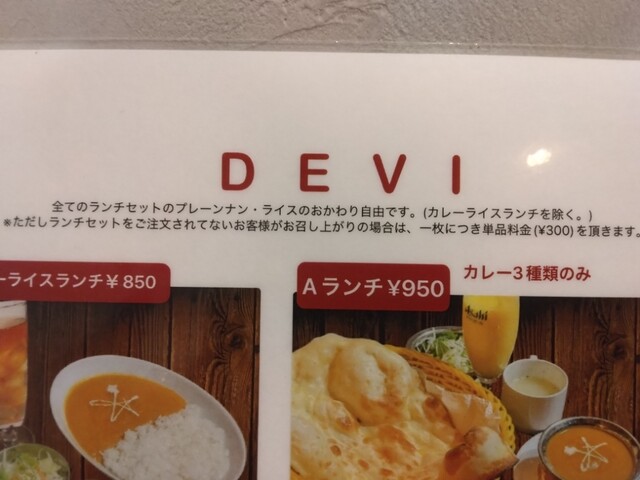 DEVI
全てのランチセットのプレーンナン・ライスのおかわり自由です。(カレーライスランチを除く。)
※ただしランチセットをご注文されてないお客様がお召し上がりの場合は、一枚につき単品料金(¥300)を頂きます。
ーライスランチ¥850
Aランチ¥950
カレー3種類のみ
Asahi